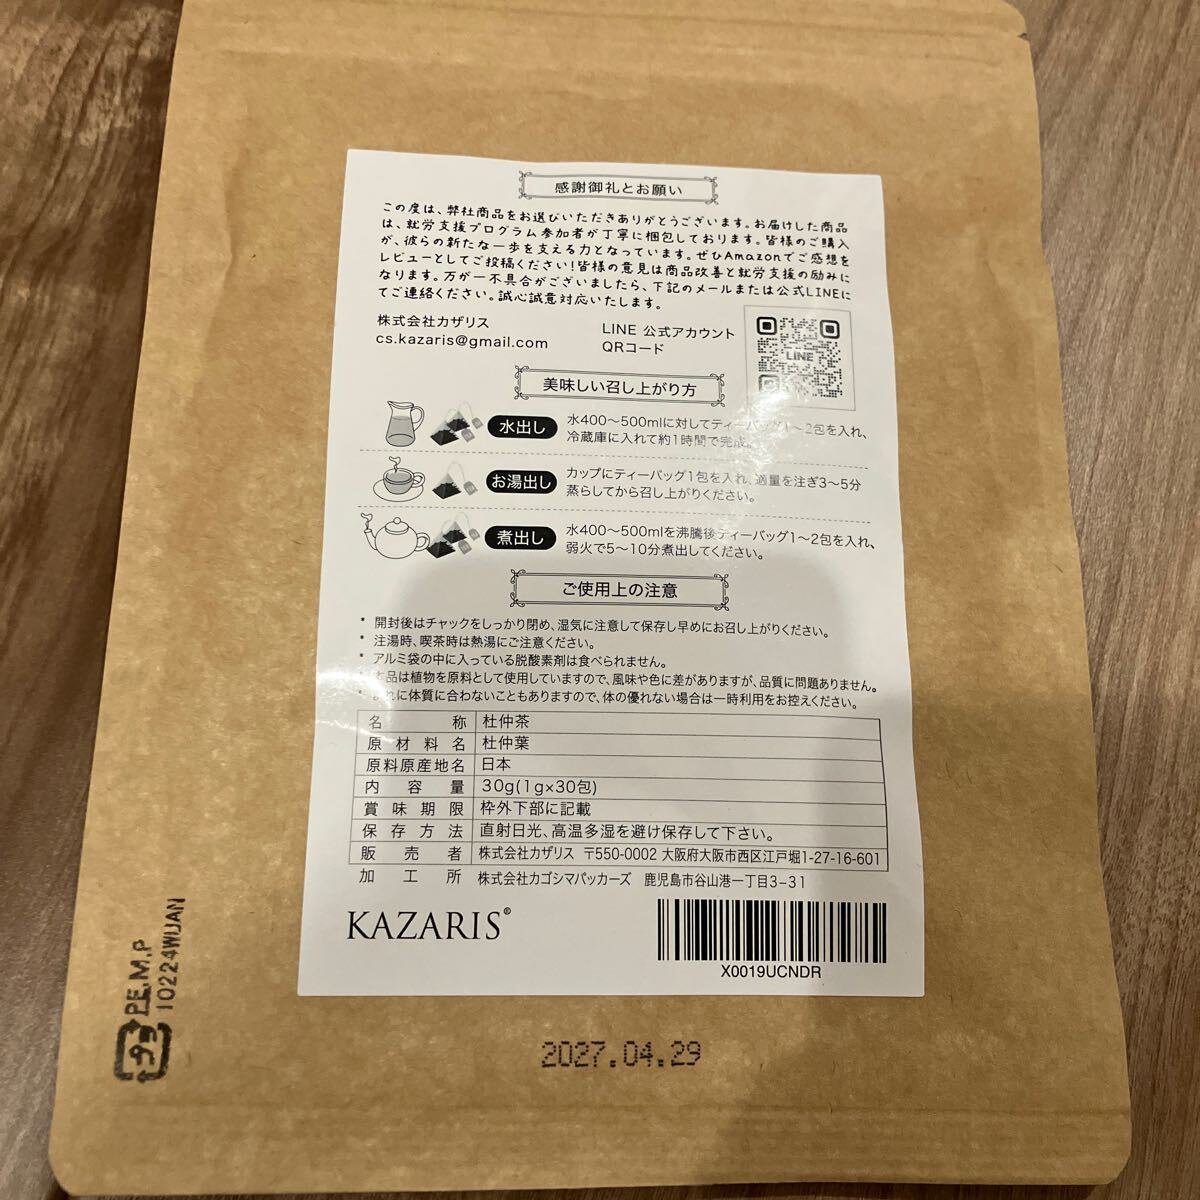 感謝御礼とお願い
この度は、弊社商品をお選びいただきありがとうございます。お届けした商品
は、就労支援プログラム参加者が丁寧に梱包しております。皆様のご購入
が、彼らの新たな一歩を支える力となっています。ぜひAmazonでご感想を
レビューとしてご投稿ください!皆様の意見は商品改善と就労支援の励みに
なります。万が一不具合がございましたら、下記のメールまたは公式LINEに
てご連絡ください。誠心誠意対応いたします。
株式会社カザリス
cs.kazaris@gmail.com
LINE 公式アカウント
QRコード
LINE
美味しい召し上がり方
水出し
水400〜500mlに対してティーバッグ1〜2包を入れ、
冷蔵庫に入れて約1時間で完成。
お湯出し
カップにティーバッグ1包を入れ、適量を注ぎ3〜5分
蒸らしてから召し上がりください。
煮出し
水400〜500mlを沸騰後ティーバッグ1〜2包を入れ、
弱火で5〜10分煮出してください。
ご使用上の注意
* 開封後はチャックをしっかり閉め、湿気に注意して保存し早めにお召し上がりください。
* 注湯時、喫茶時は熱湯にご注意ください。
* アルミ袋の中に入っている脱酸素剤は食べられません。
* 本品は植物を原料として使用していますので、風味や色に差がありますが、品質に問題ありません。
* まれに体質に合わないこともありますので、体の優れない場合は一時利用をお控えください。
名称 杜仲茶
原材料名 杜仲葉
原料原産地名 日本
内容量 30g(1g×30包)
賞味期限 枠外下部に記載
保存方法 直射日光、高温多湿を避け保存して下さい。
販売者 株式会社カザリス 〒550-0002 大阪府大阪市西区江戸堀1-27-16-601
加工所 株式会社カゴシマパッカーズ 鹿児島市谷山港一丁目3-31
KAZARIS®
X0019UCNDR
2027.04.29
プラ
PE,M,P
10224WIJAN